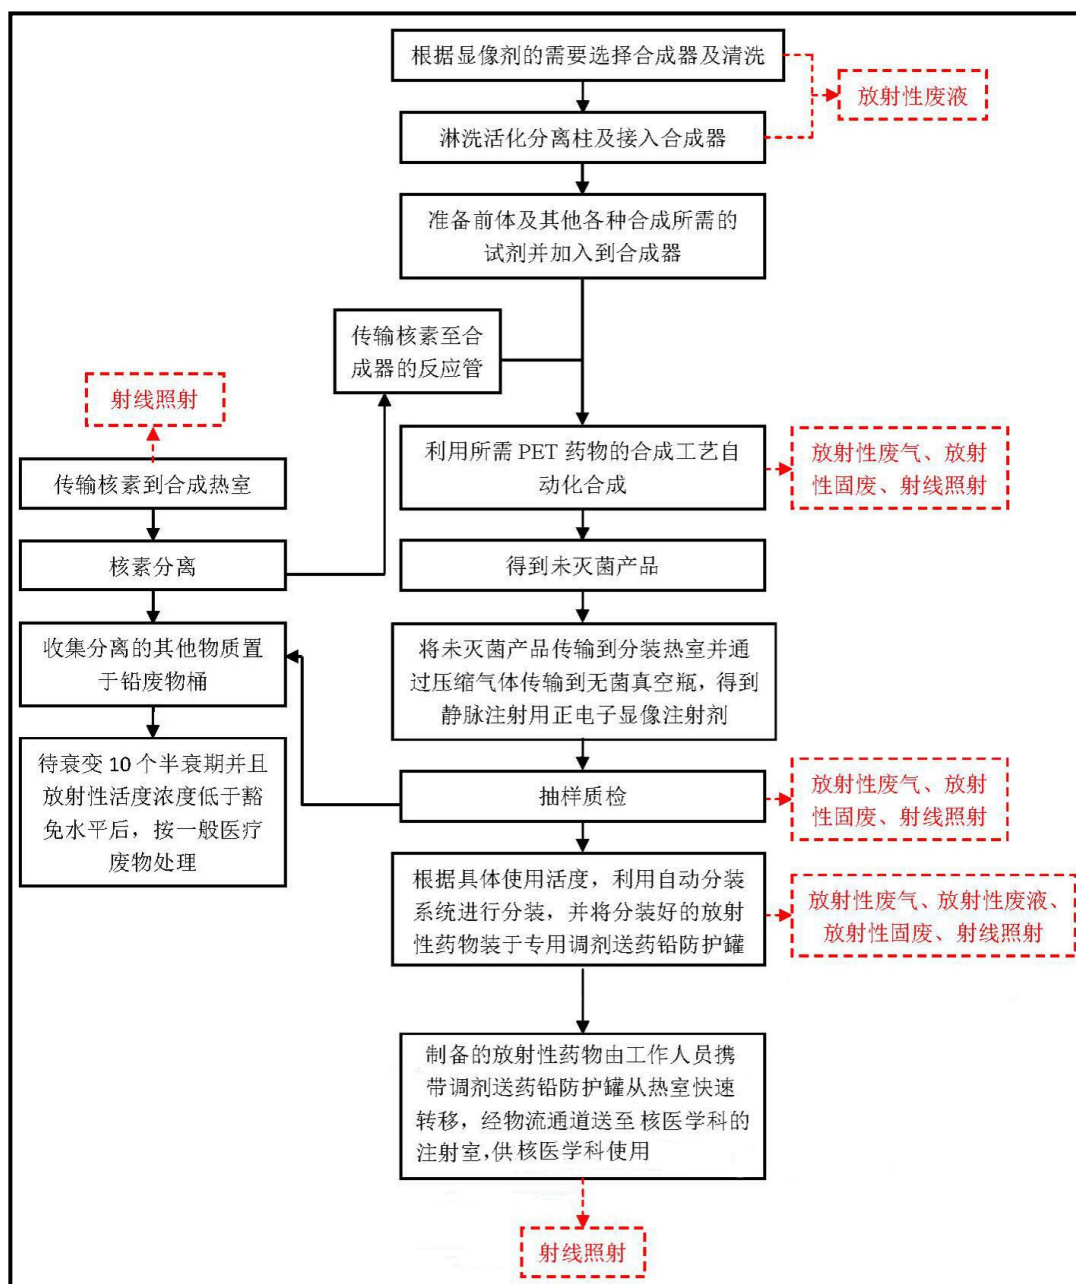 根据显像剂的需要选择合成器及清洗
放射性废液
淋洗活化分离柱及接入合成器
准备前体及其他各种合成所需的
试剂并加入到合成器
传输核素至合
成器的反应管
射线照射
传输核素到合成热室
利用所需 PET 药物的合成工艺自
动化合成
放射性废气、放射
性固废、射线照射
核素分离
得到未灭菌产品
收集分离的其他物质置
于铅废物桶
将未灭菌产品传输到分装热室并通
过压缩气体传输到无菌真空瓶，得到
静脉注射用正电子显像注射剂
待衰变 10 个半衰期并且
放射性活度浓度低于豁
免水平后，按一般医疗
废物处理
抽样质检
放射性废气、放射
性固废、射线照射
根据具体使用活度，利用自动分装
系统进行分装，并将分装好的放射
性药物装于专用调剂送药铅防护罐
放射性废气、放射性废液、
放射性固废、射线照射
制备的放射性药物由工作人员携
带调剂送药铅防护罐从热室快速
转移，经物流通道送至 核医学科的
注射室,供核医学科使用
射线照射